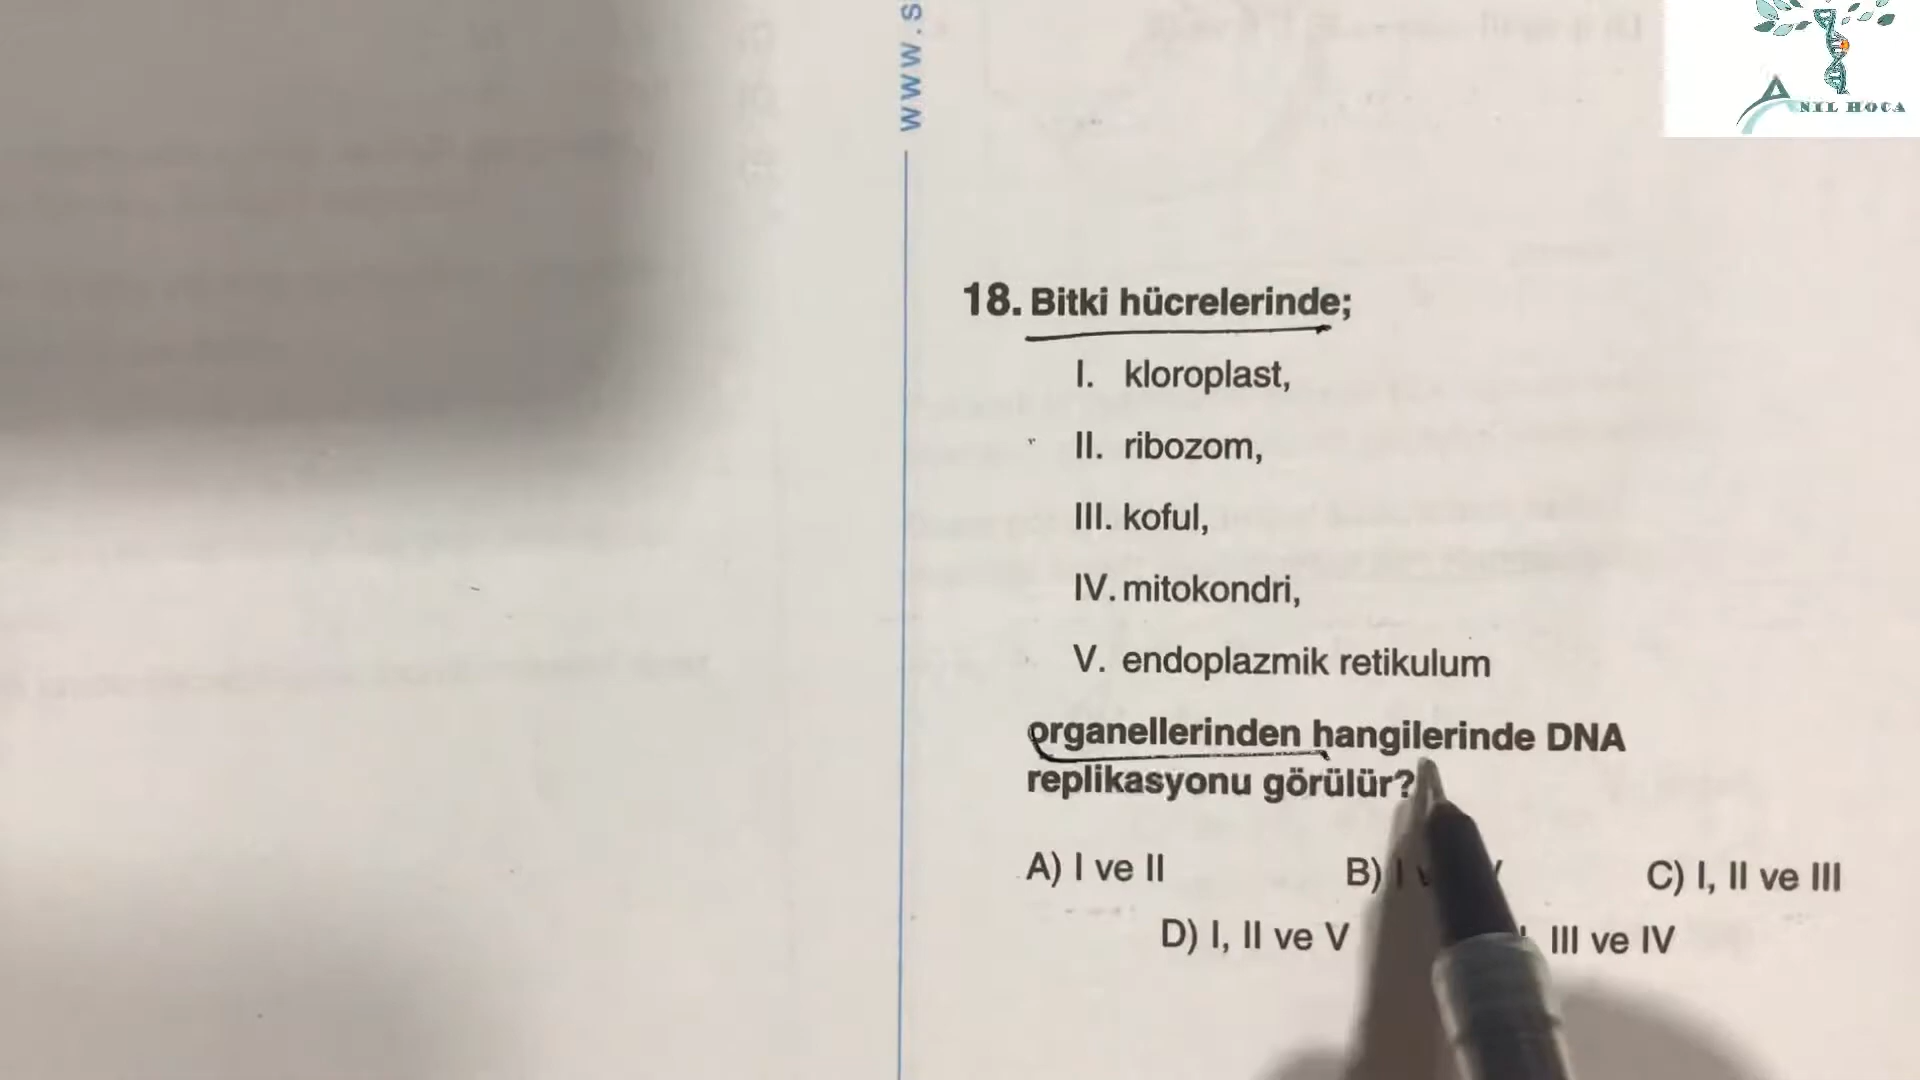 www.s
ANIL HOCA
18. Bitki hücrelerinde;
I. kloroplast,
II. ribozom,
III. koful,
IV. mitokondri,
V. endoplazmik retikulum
organellerinden hangilerinde DNA
replikasyonu görülür?
A) I ve II B) I C) I, II ve III
D) I, II ve V III ve IV